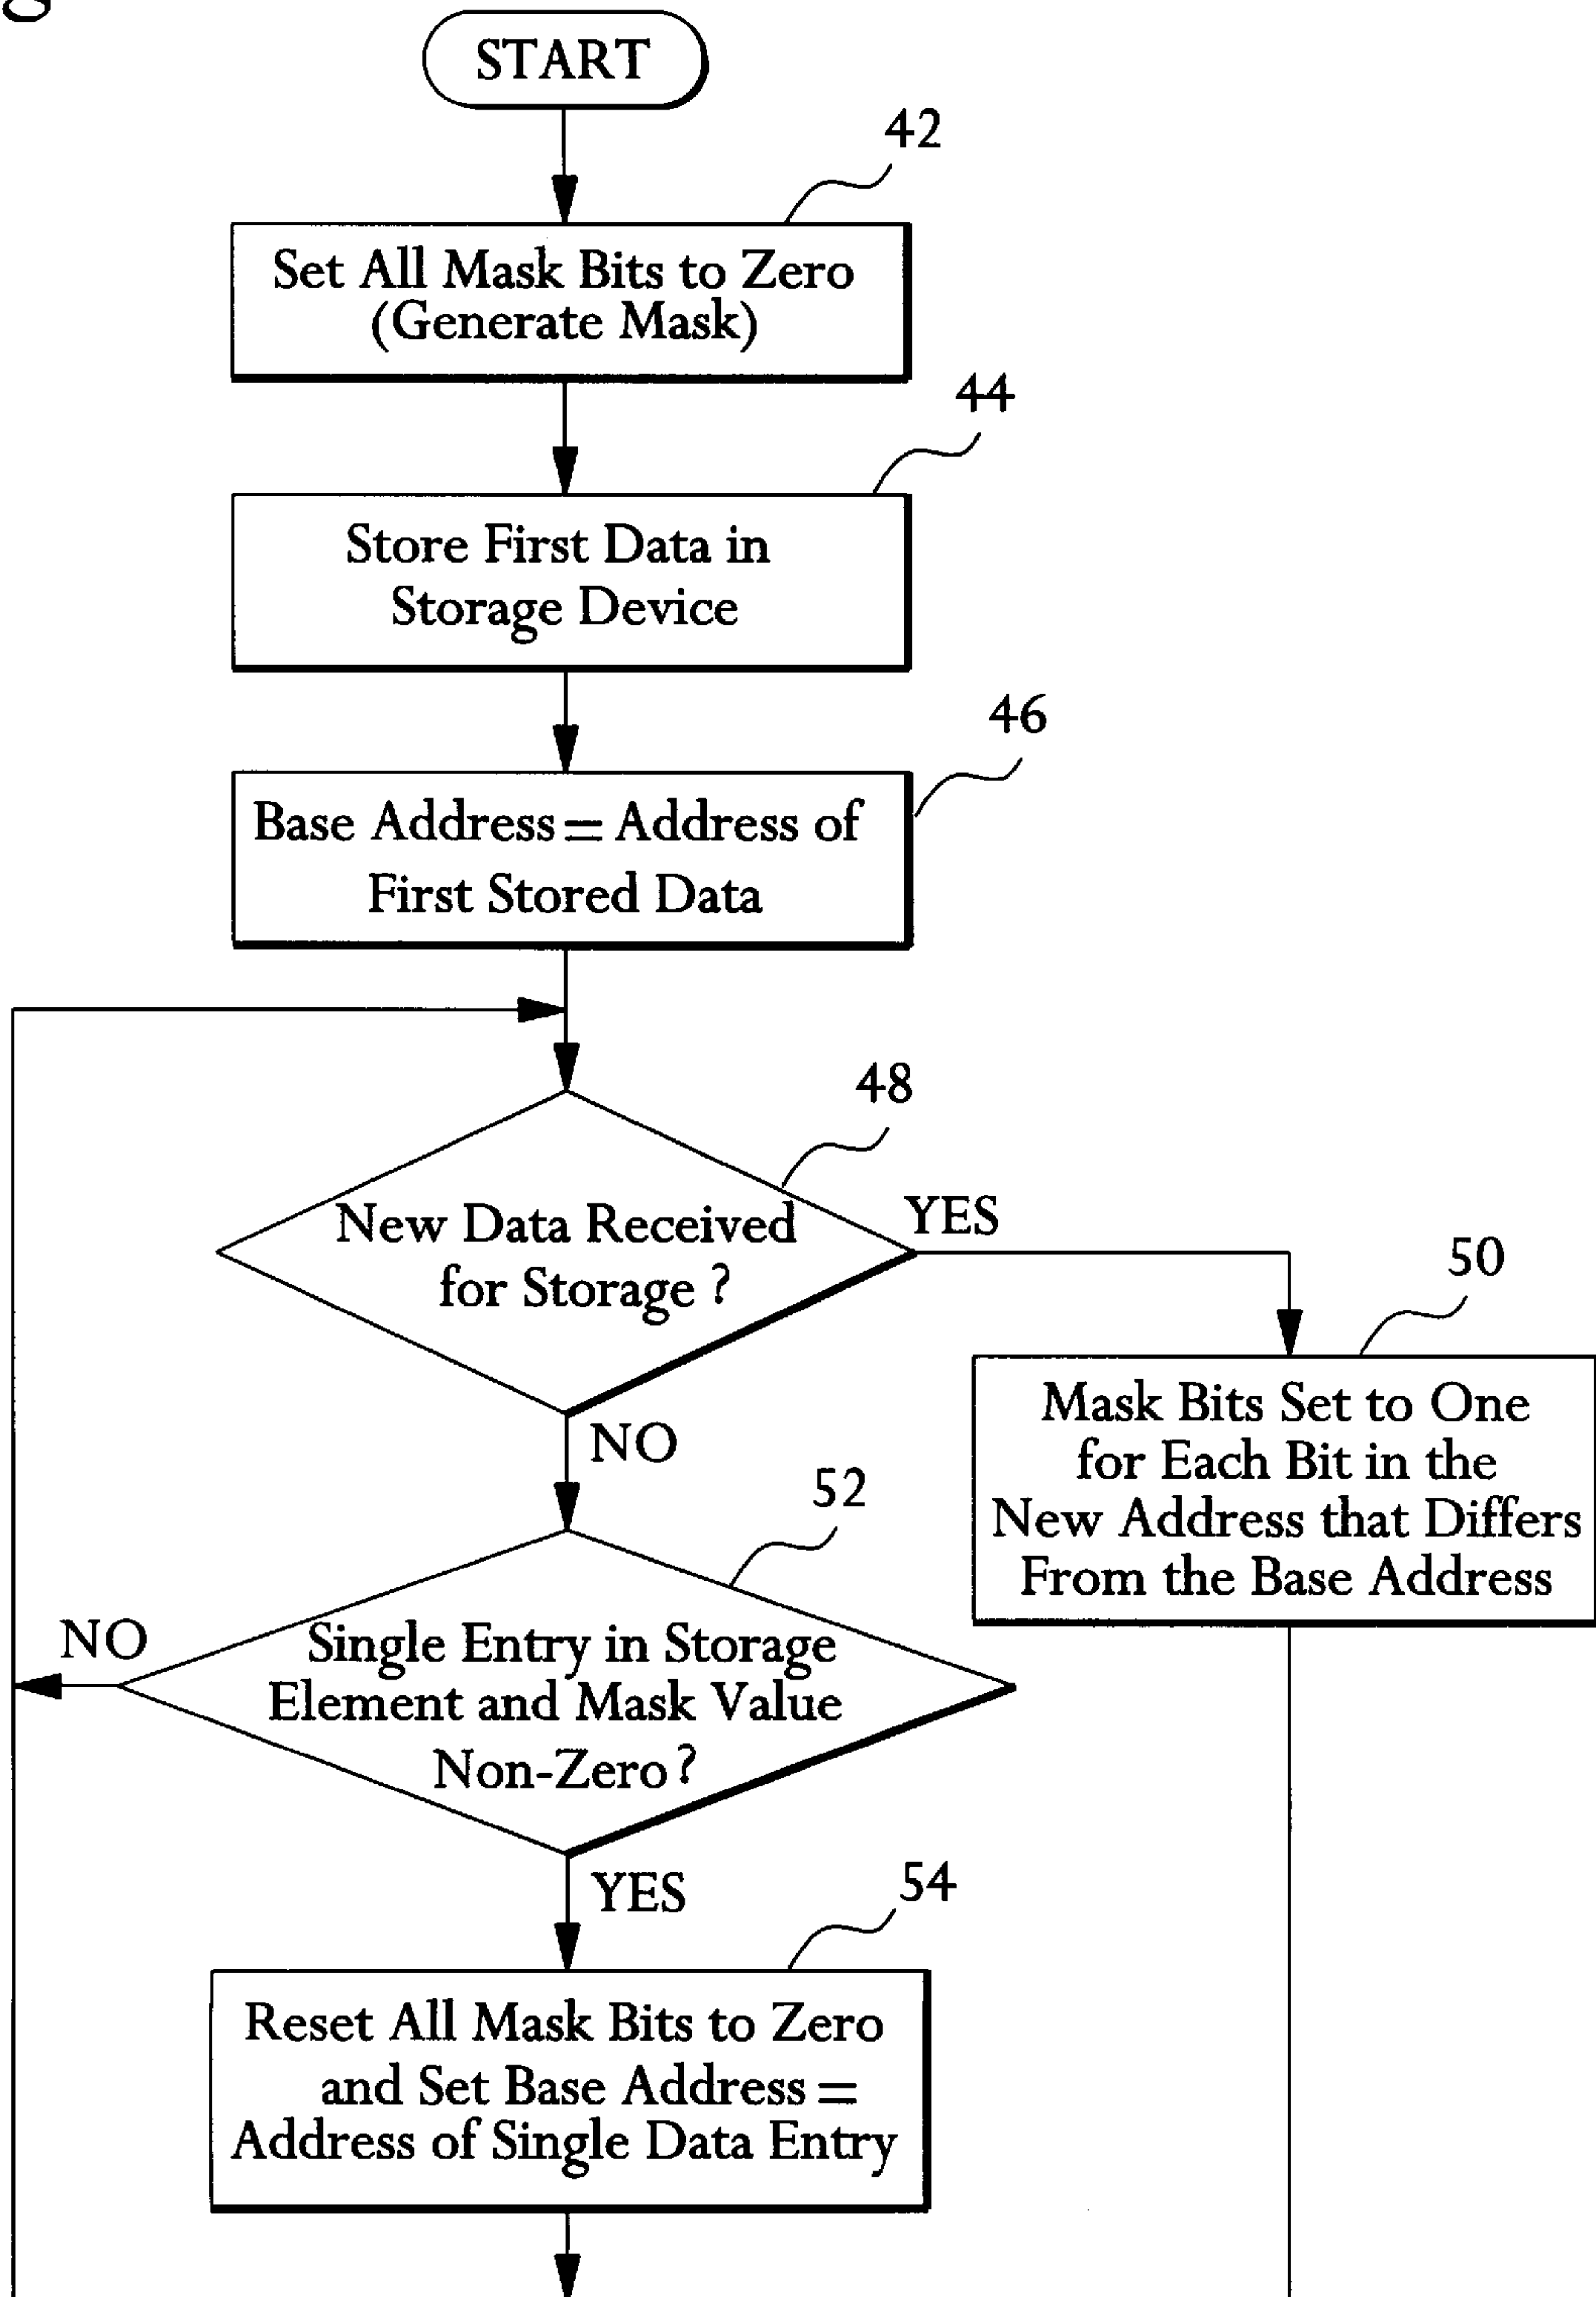 START
42
Set All Mask Bits to Zero
(Generate Mask)
44
Store First Data in
Storage Device
46
Base Address = Address of
First Stored Data
48
New Data Received
for Storage ?
YES
50
Mask Bits Set to One
for Each Bit in the
New Address that Differs
From the Base Address
NO
52
Single Entry in Storage
Element and Mask Value
Non-Zero ?
NO
YES
54
Reset All Mask Bits to Zero
and Set Base Address =
Address of Single Data Entry